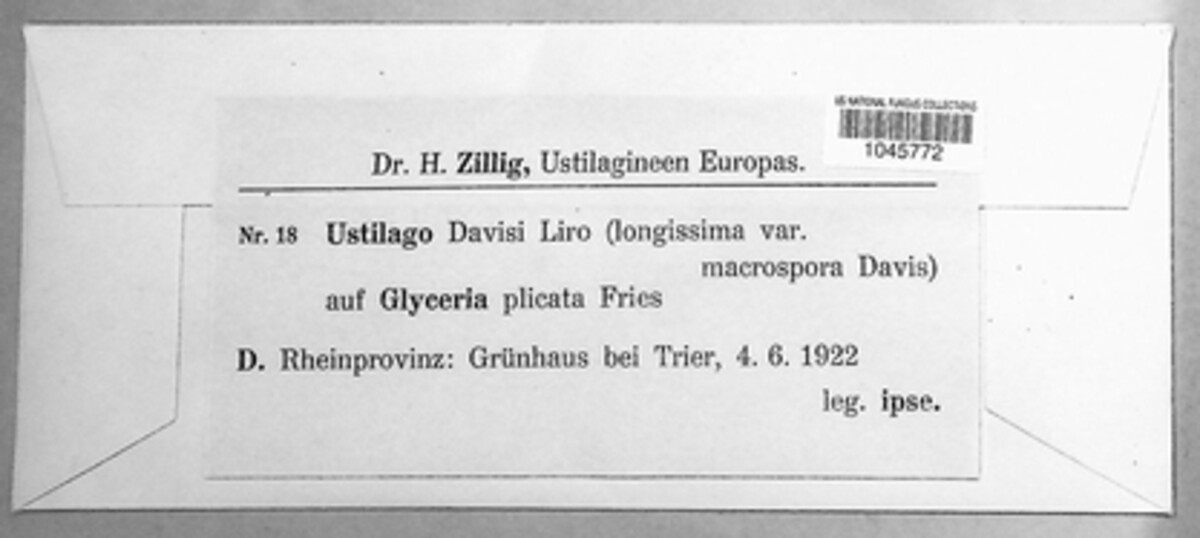 US NATIONAL FUNGUS COLLECTIONS
1045772
Dr. H. Zillig, Ustilagineen Europas.
Nr. 18 Ustilago Davisi Liro (longissima var.
macrospora Davis)
auf Glyceria plicata Fries
D. Rheinprovinz: Grünhaus bei Trier, 4. 6. 1922
leg. ipse.